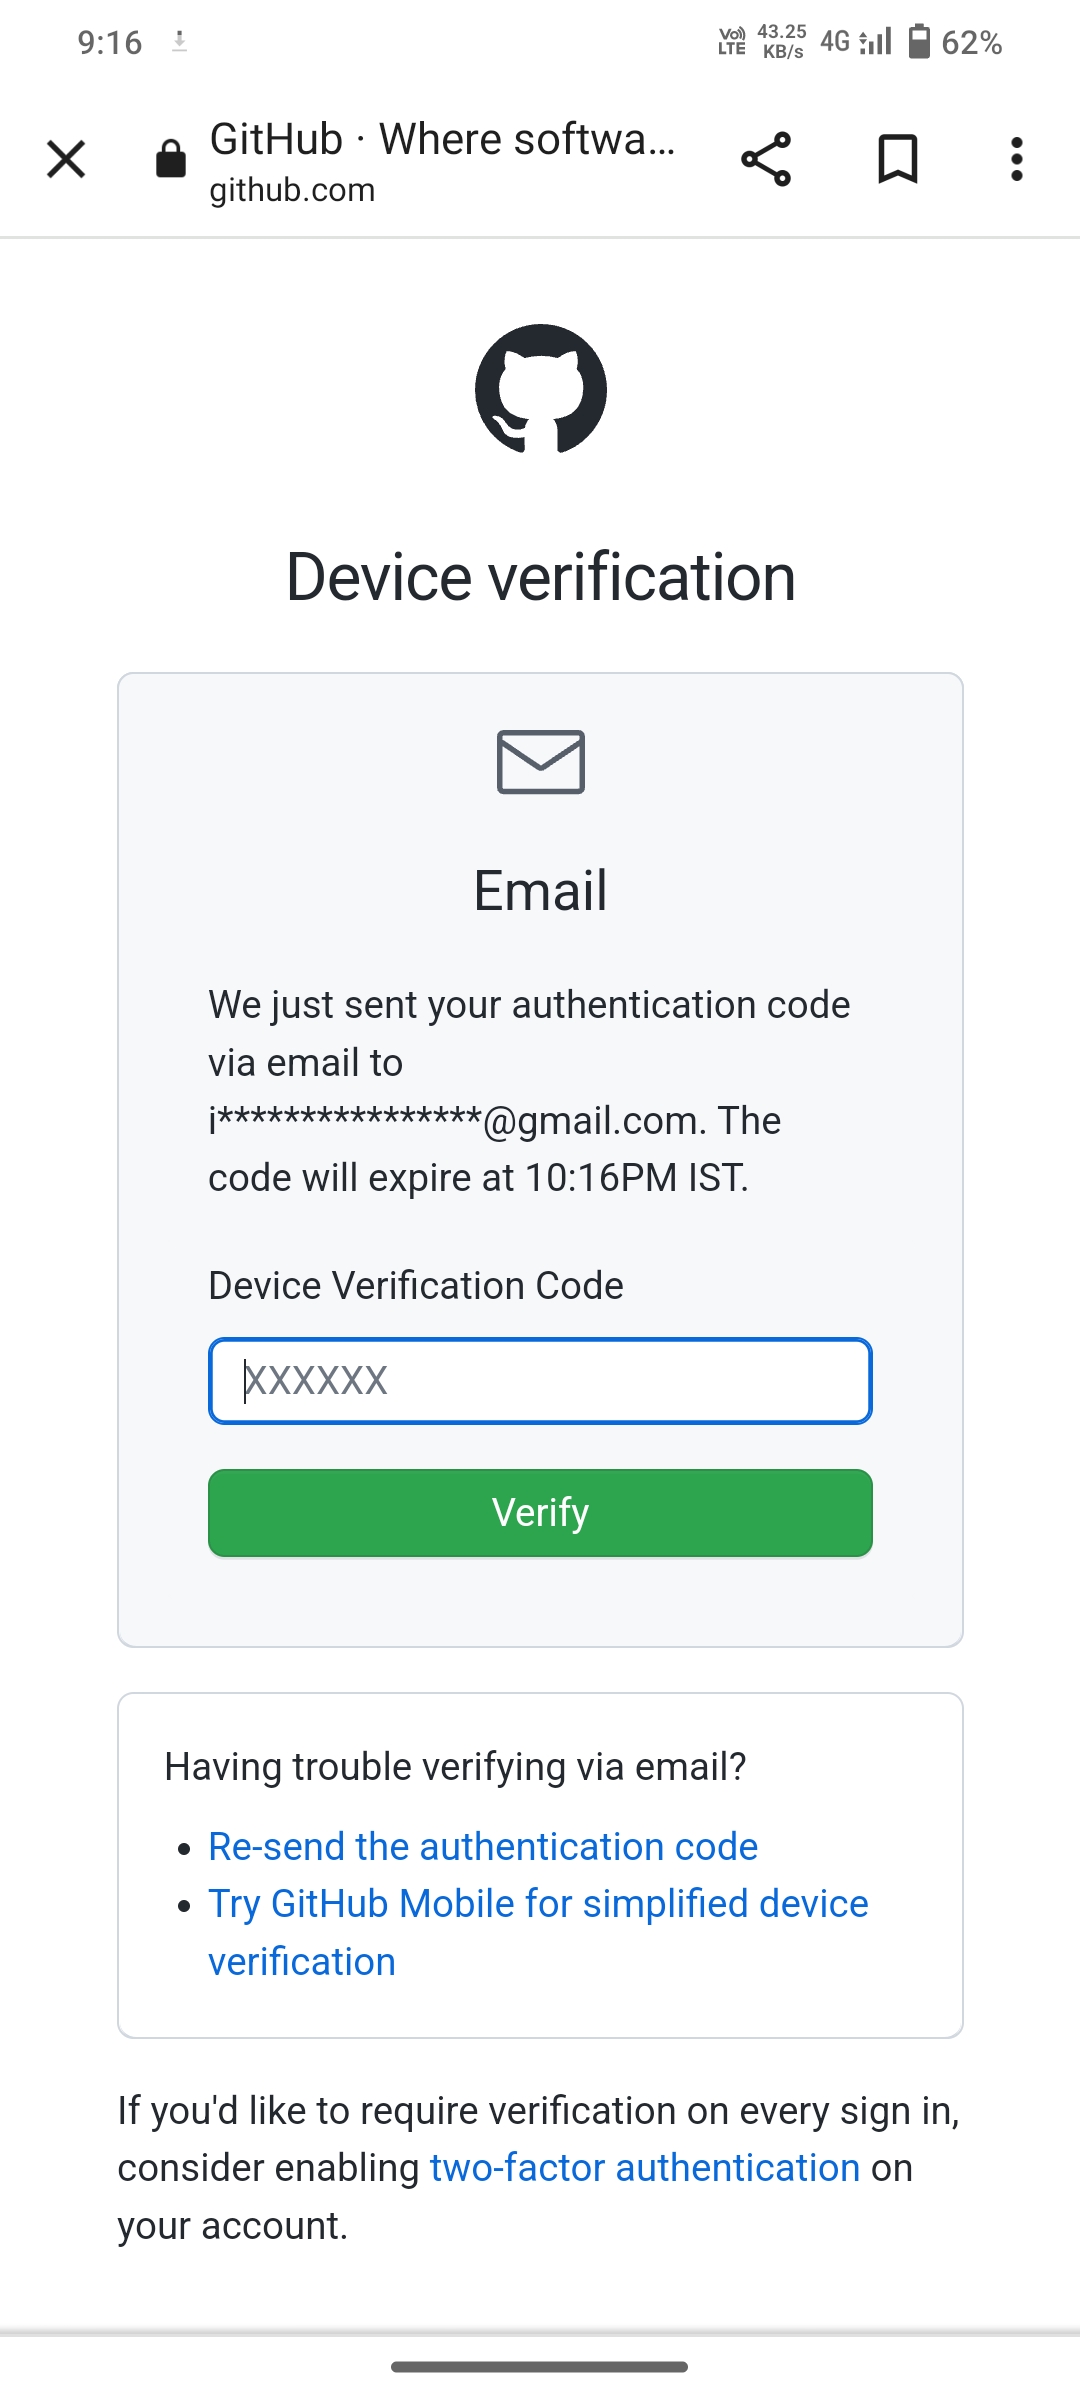 9:16
Vo)) LTE 43.25 KB/s 4G 62%
GitHub · Where softwa...
github.com
Device verification
Email
We just sent your authentication code
via email to
i****************@gmail.com. The
code will expire at 10:16PM IST.
Device Verification Code
XXXXXX
Verify
Having trouble verifying via email?
• Re-send the authentication code
• Try GitHub Mobile for simplified device
verification
If you'd like to require verification on every sign in,
consider enabling two-factor authentication on
your account.